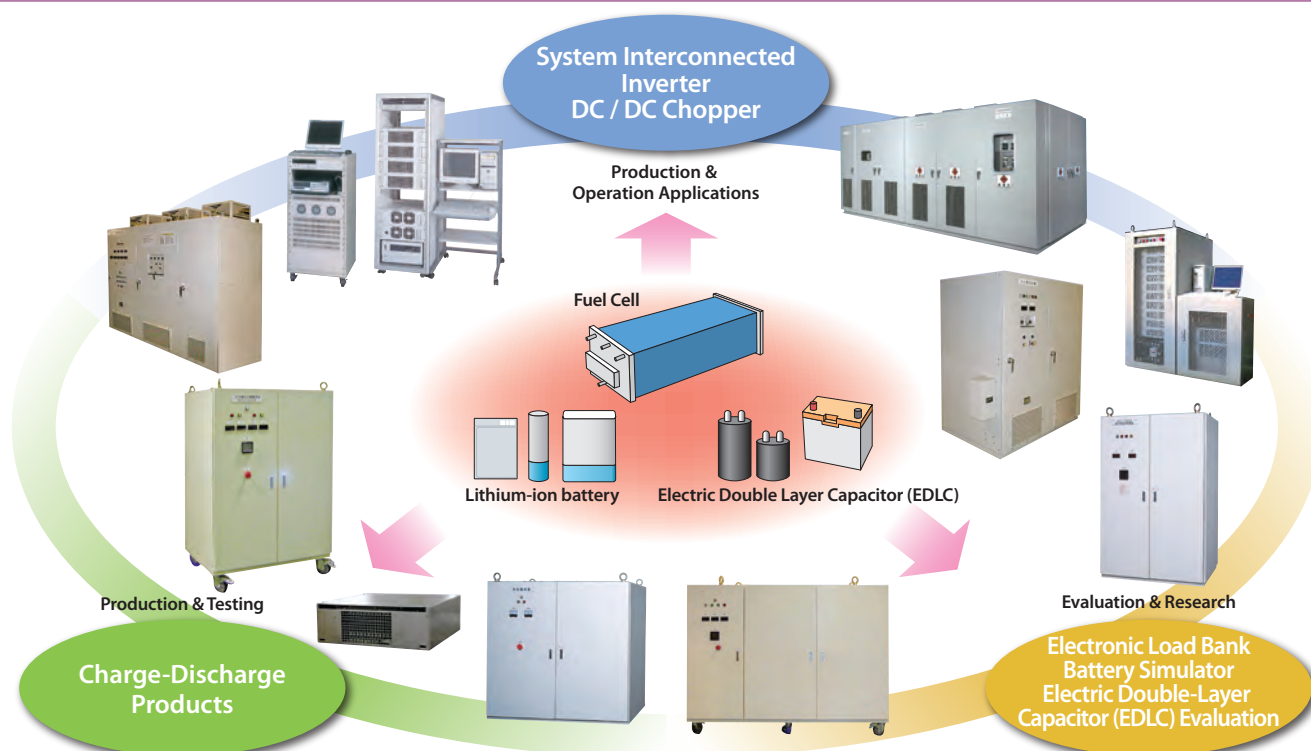 System Interconnected
Inverter
DC / DC Chopper
Production &
Operation Applications
Fuel Cell
Lithium-ion battery
Electric Double Layer Capacitor (EDLC)
Production & Testing
Evaluation & Research
Charge-Discharge
Products
Electronic Load Bank
Battery Simulator
Electric Double-Layer
Capacitor (EDLC) Evaluation